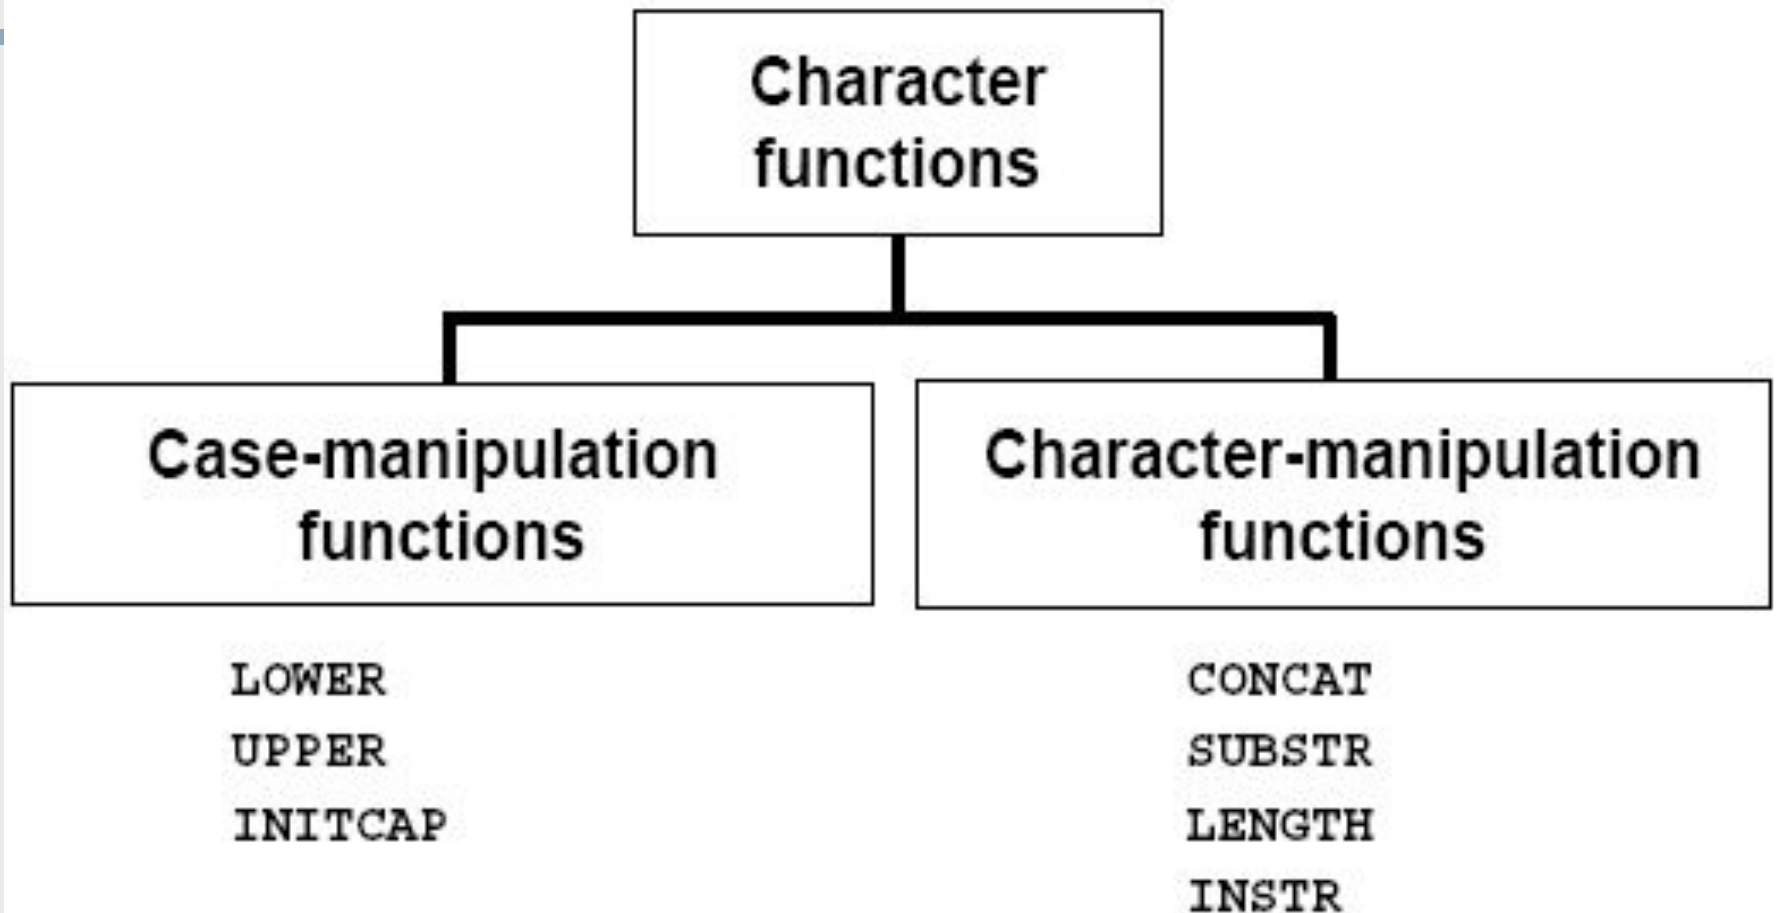 Character
functions
Case-manipulation
functions
Character-manipulation
functions
LOWER
UPPER
INITCAP
CONCAT
SUBSTR
LENGTH
INSTR